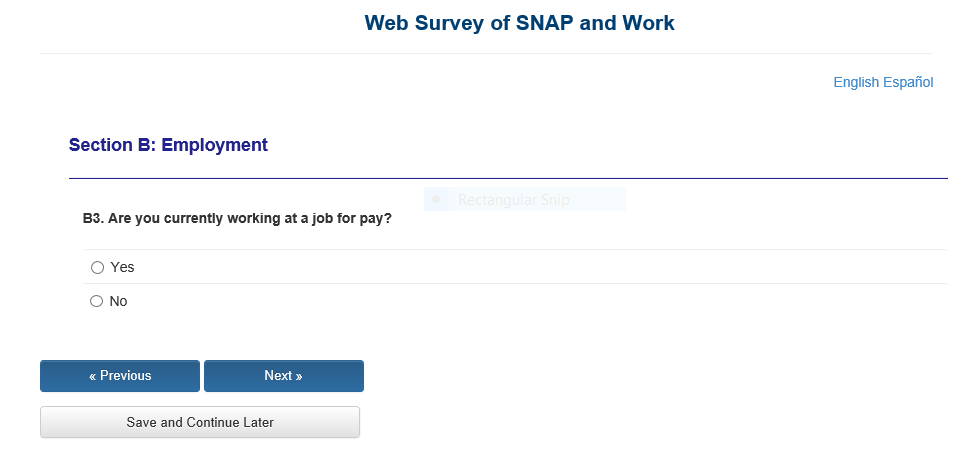 Web Survey of SNAP and Work
English Español
Section B: Employment
Rectangular Snip
B3. Are you currently working at a job for pay?
Yes
No
« Previous
Next »
Save and Continue Later